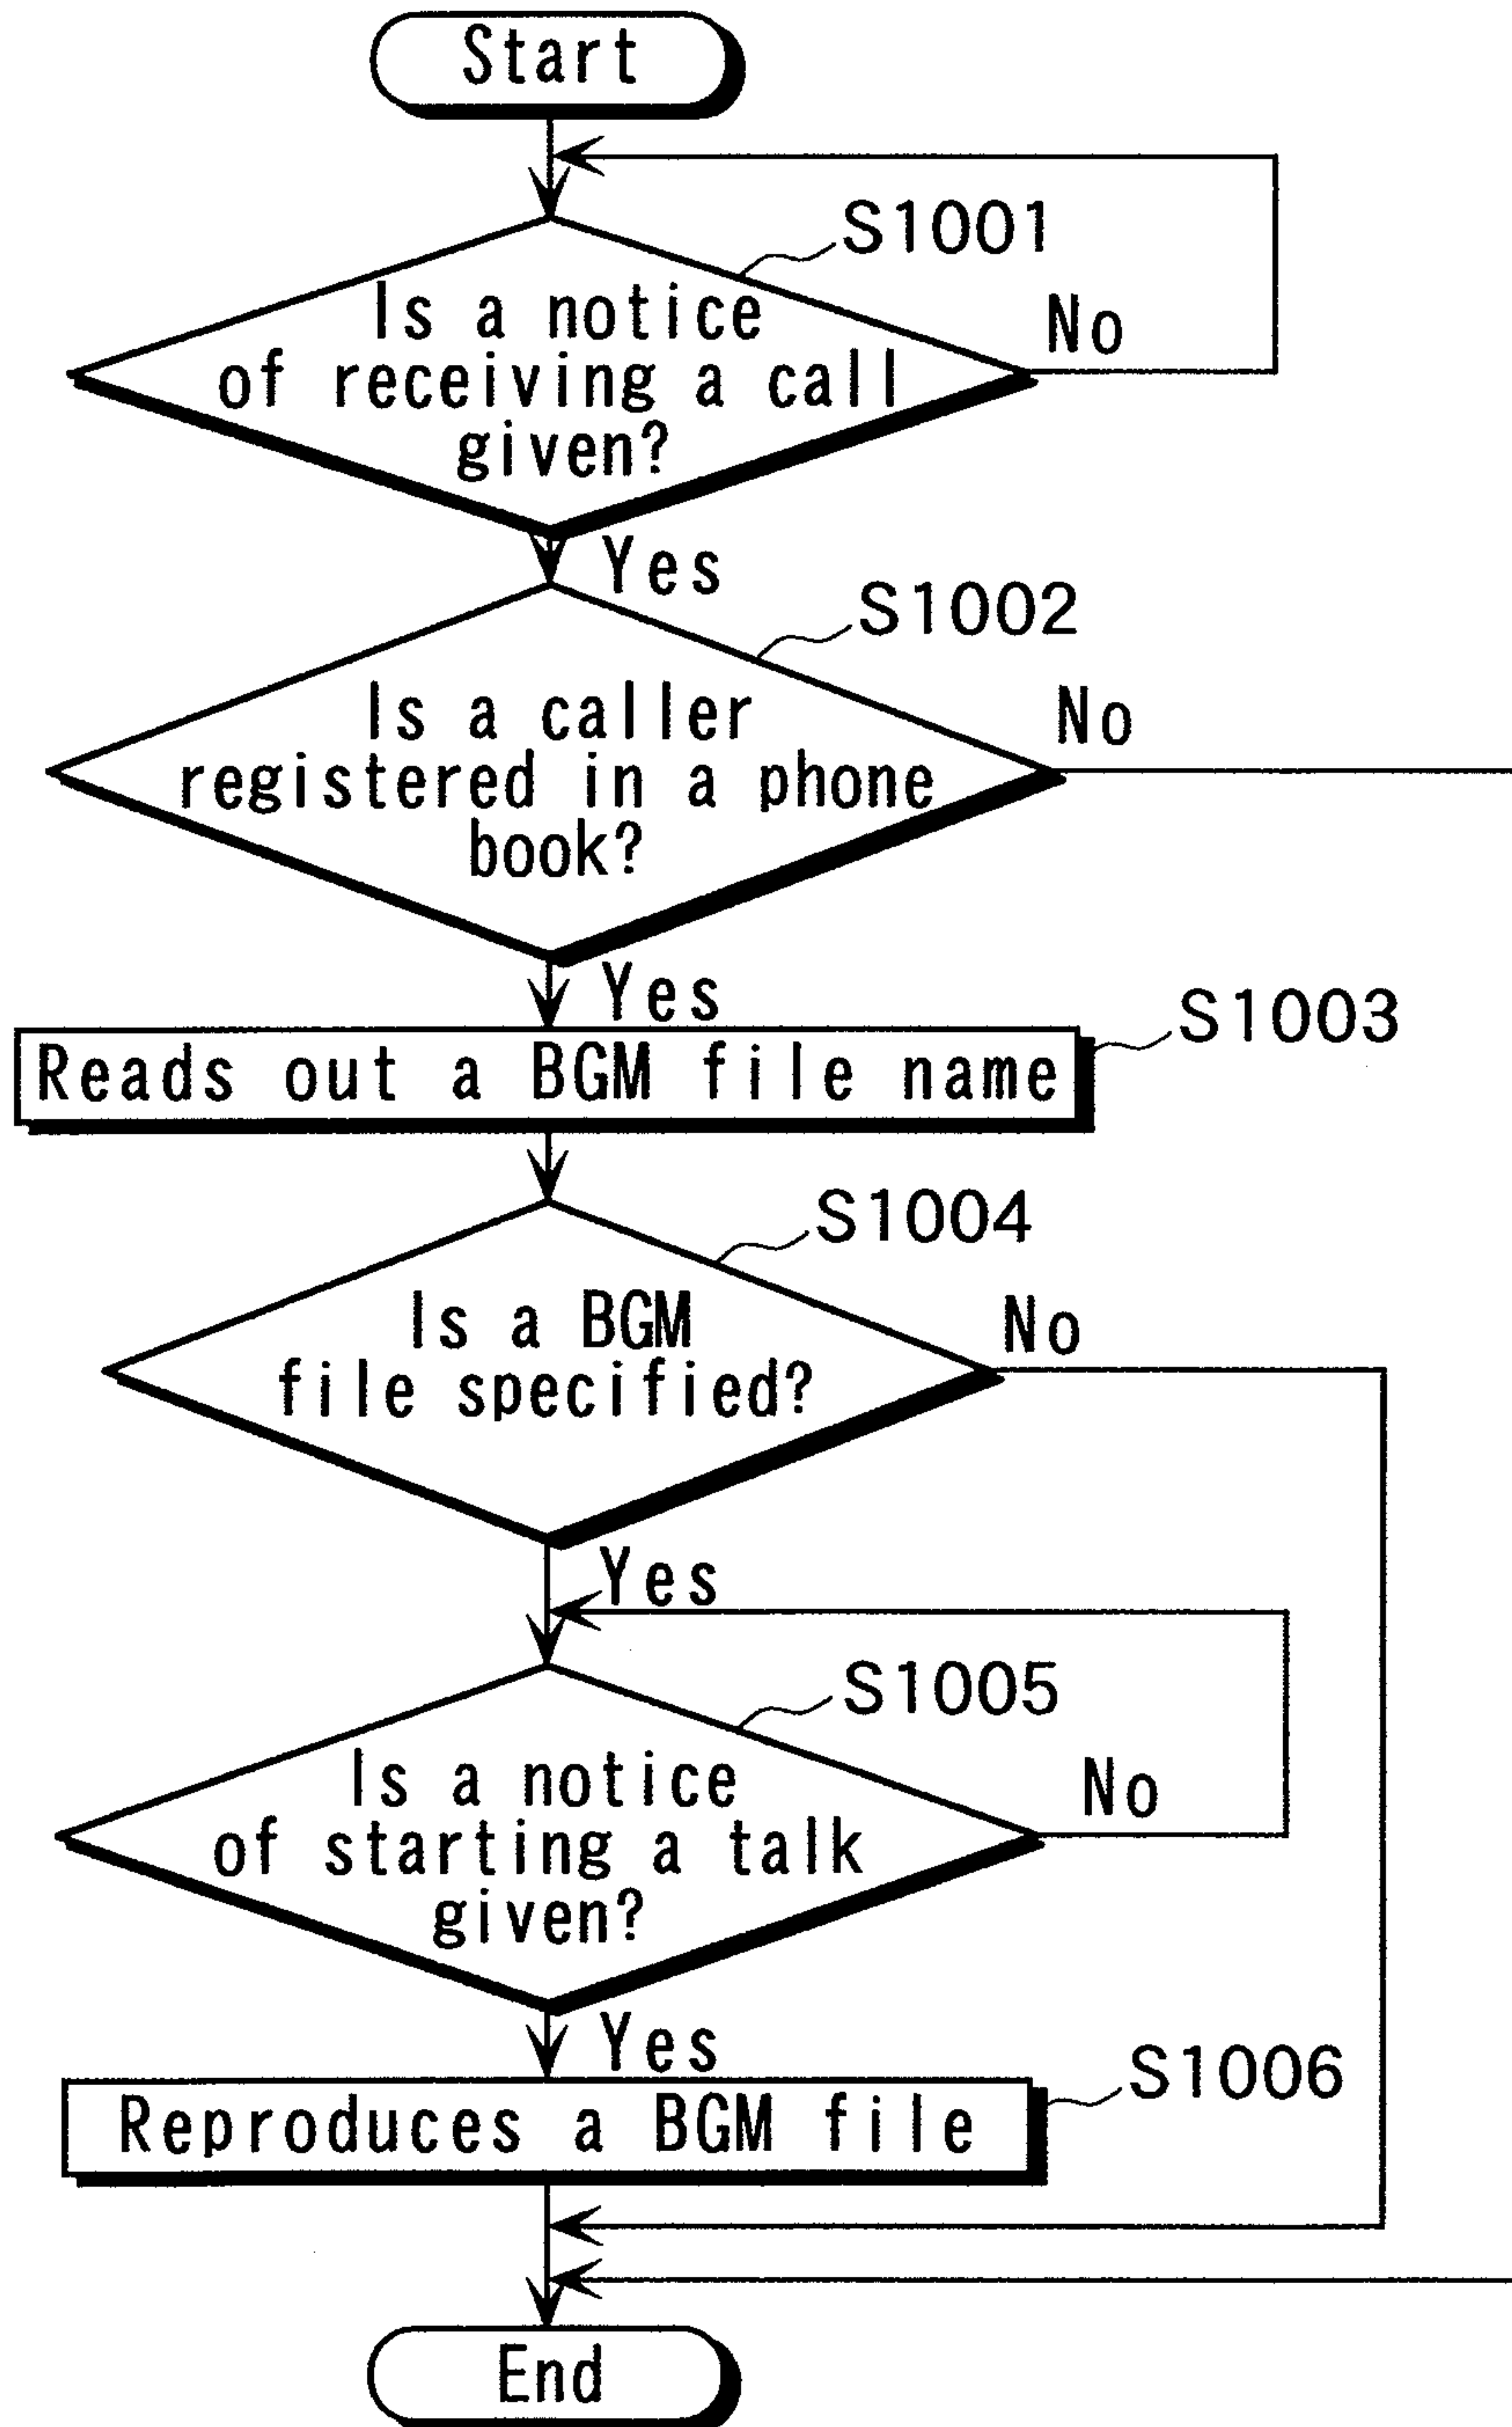 Start
S1001
Is a notice
of receiving a call
given?
No
Yes
S1002
Is a caller
registered in a phone
book?
No
Yes
S1003
Reads out a BGM file name
S1004
Is a BGM
file specified?
No
Yes
S1005
Is a notice
of starting a talk
given?
No
Yes
S1006
Reproduces a BGM file
End